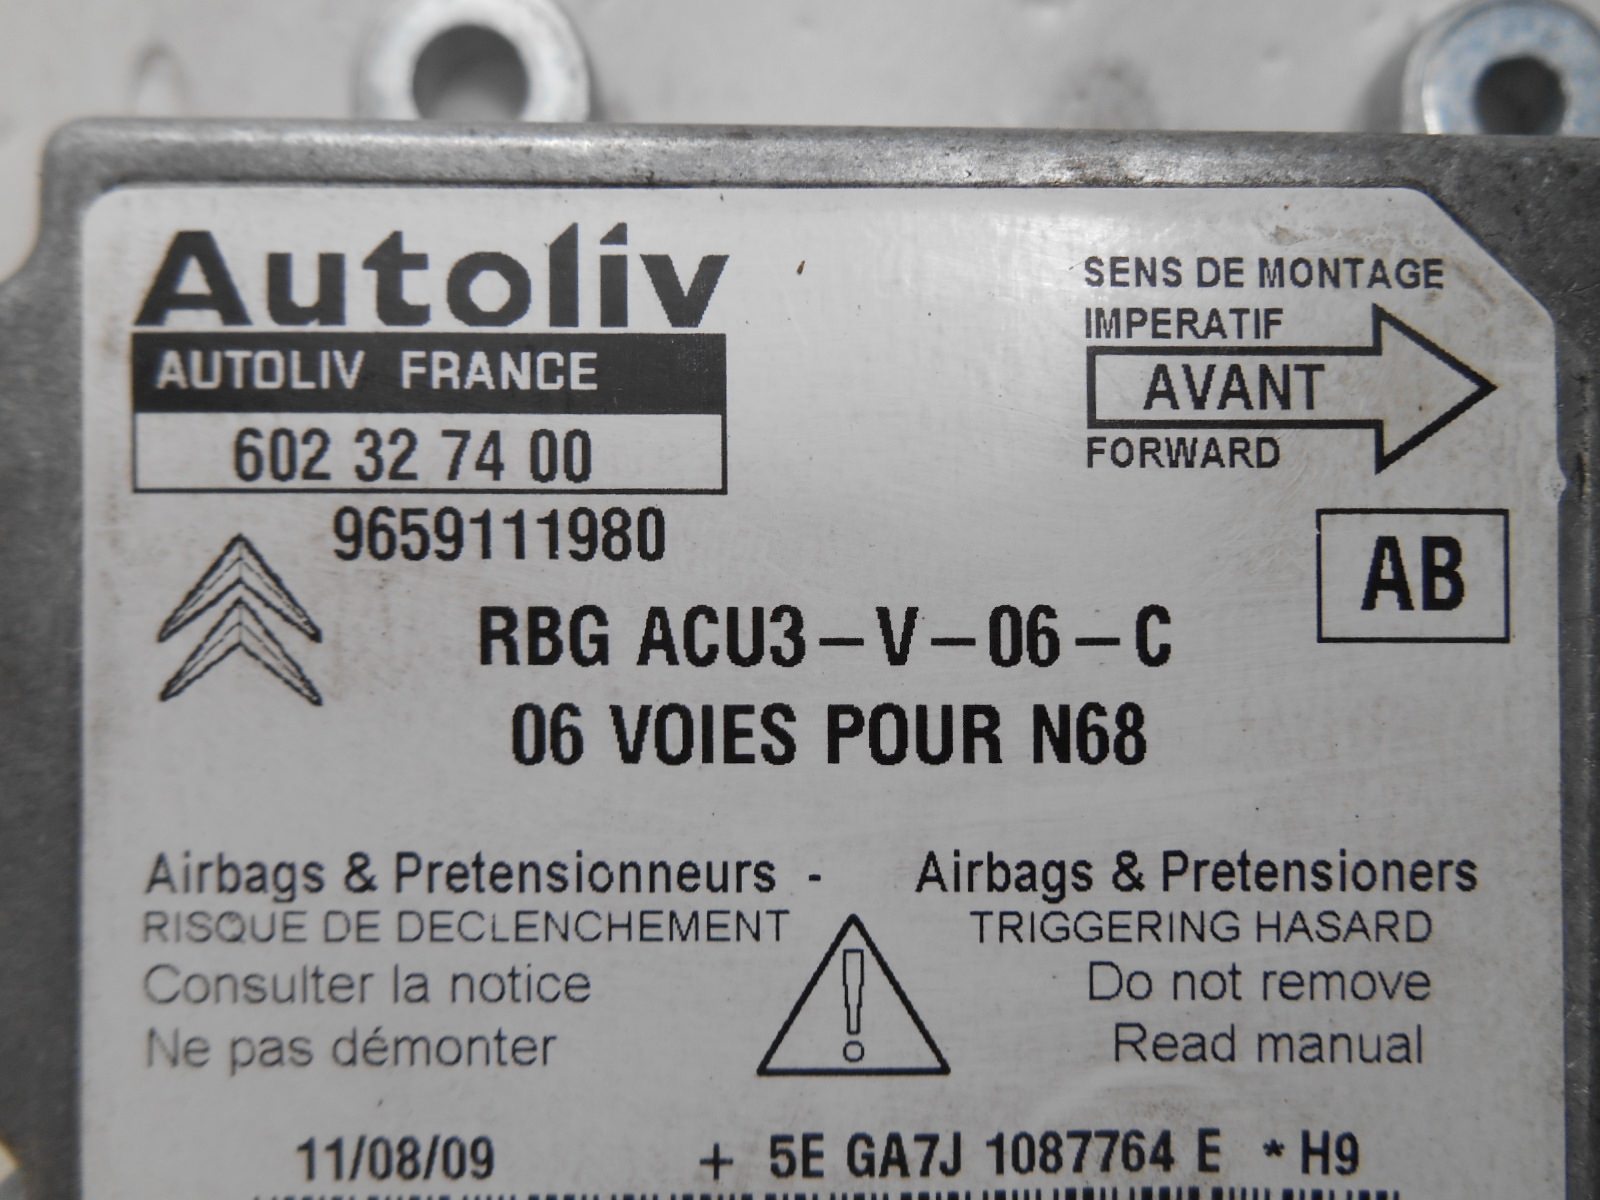 Autoliv
AUTOLIV FRANCE
602 32 74 00
9659111980
SENS DE MONTAGE
IMPERATIF
AVANT
FORWARD
AB
RBG ACU3-V-06-C
06 VOIES POUR N68
Airbags & Pretensionneurs - Airbags & Pretensioners
RISQUE DE DECLENCHEMENT TRIGGERING HASARD
Consulter la notice Do not remove
Ne pas démonter Read manual
11/08/09 + 5E GA7J 1087764 E * H9